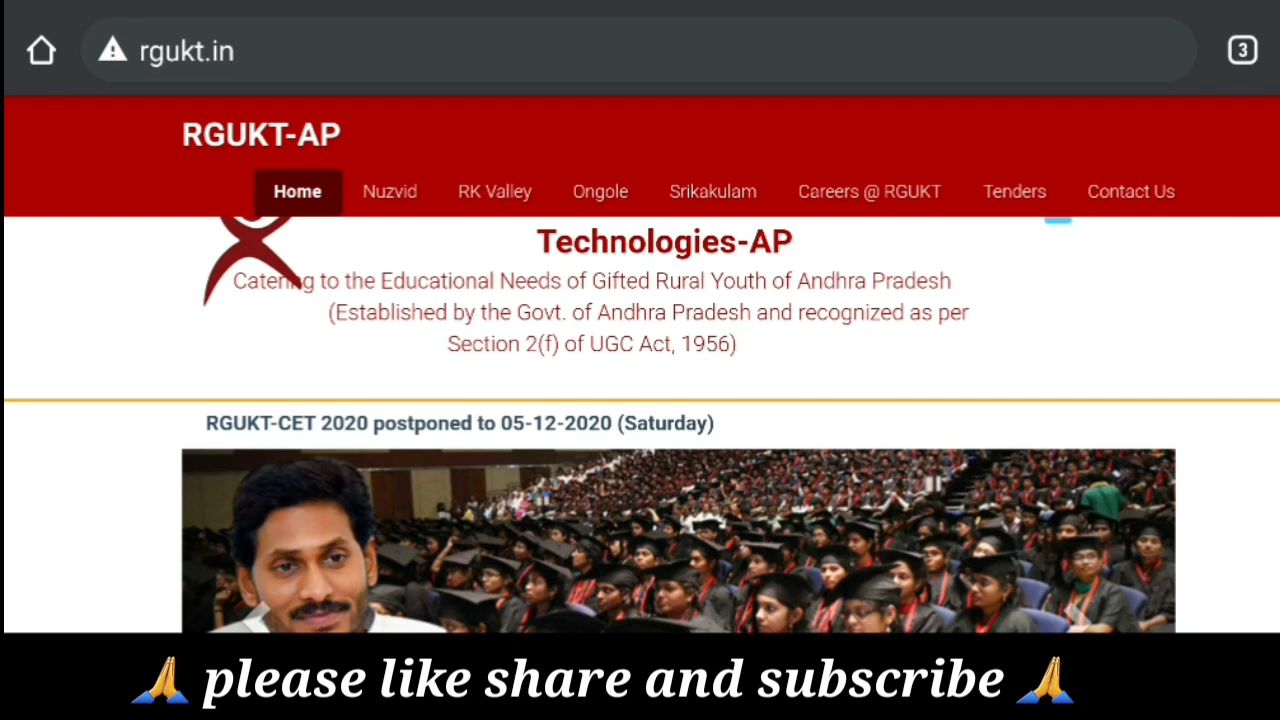 rgukt.in
3
RGUKT-AP
Home Nuzvid RK Valley Ongole Srikakulam Careers @ RGUKT Tenders Contact Us
Technologies-AP
Catering to the Educational Needs of Gifted Rural Youth of Andhra Pradesh
(Established by the Govt. of Andhra Pradesh and recognized as per
Section 2(f) of UGC Act, 1956)
RGUKT-CET 2020 postponed to 05-12-2020 (Saturday)
🙏 please like share and subscribe 🙏